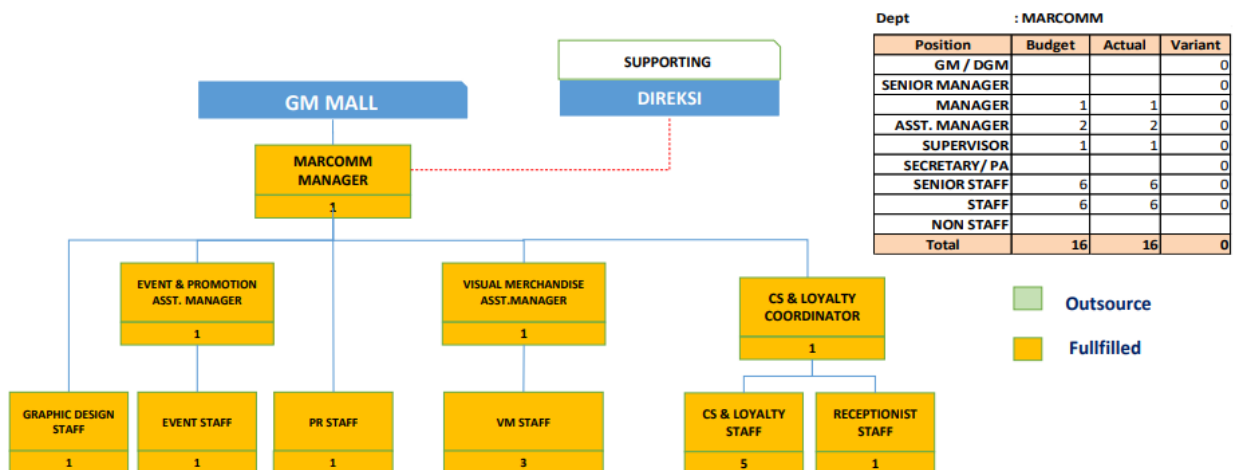 Dept : MARCOMM
Position Budget Actual Variant
GM / DGM 0
SENIOR MANAGER 0
MANAGER 1 1 0
ASST. MANAGER 2 2 0
SUPERVISOR 1 1 0
SECRETARY/ PA 0
SENIOR STAFF 6 6 0
STAFF 6 6 0
NON STAFF
Total 16 16 0
SUPPORTING
DIREKSI
GM MALL
MARCOMM
MANAGER
1
EVENT & PROMOTION
ASST. MANAGER
1
VISUAL MERCHANDISE
ASST.MANAGER
1
CS & LOYALTY
COORDINATOR
1
Outsource
Fullfilled
GRAPHIC DESIGN
STAFF
1
EVENT STAFF
1
PR STAFF
1
VM STAFF
3
CS & LOYALTY
STAFF
5
RECEPTIONIST
STAFF
1